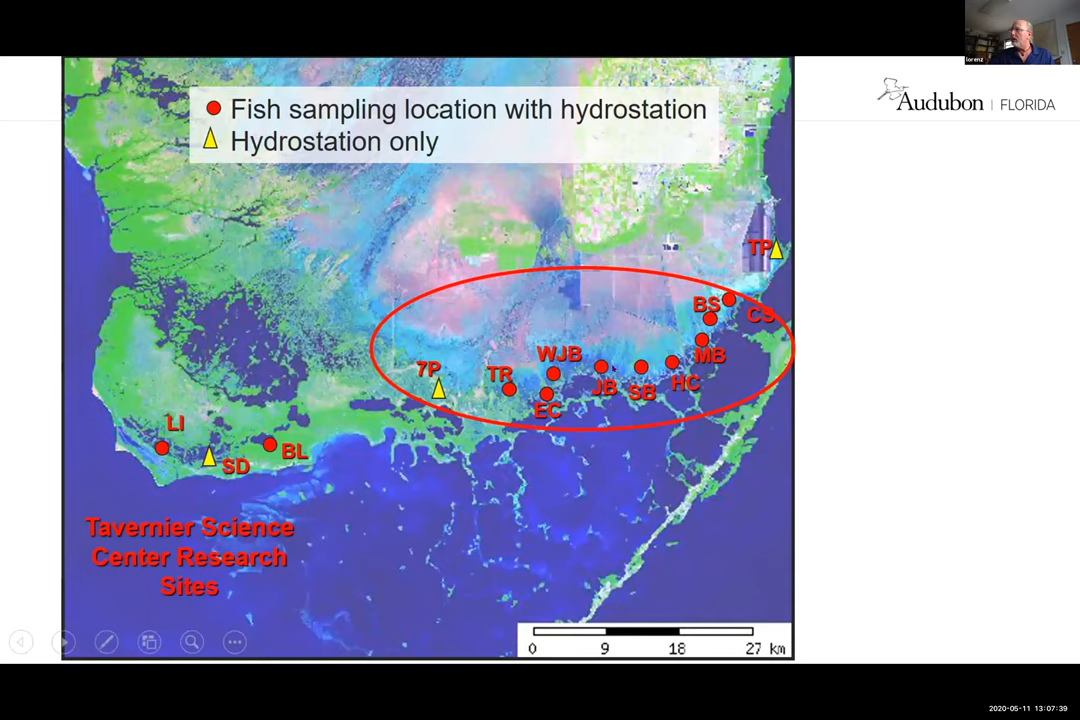 lorenz
Audubon | FLORIDA
Fish sampling location with hydrostation
Hydrostation only
TP
BS
CS
MB
WJB
7P
TR
JB
SB
HC
EC
LI
SD
BL
Tavernier Science
Center Research
Sites
0 9 18 27 km
2020-05-11 13:07:39